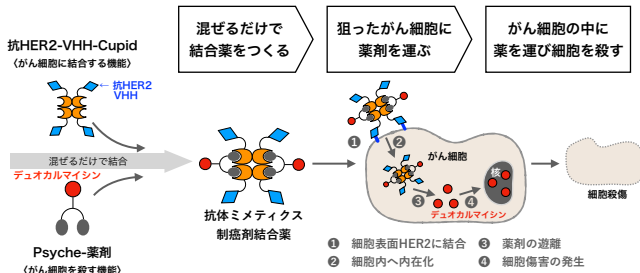 混ぜるだけで
結合薬をつくる
狙ったがん細胞に
薬剤を運ぶ
がん細胞の中に
薬を運び細胞を殺す
抗HER2-VHH-Cupid
〈がん細胞に結合する機能〉
← 抗HER2
VHH
混ぜるだけで結合
デュオカルマイシン
Psyche-薬剤
〈がん細胞を殺す機能〉
抗体ミメティクス
制癌剤結合薬
❶
❷
がん細胞
核
❸
❹
デュオカルマイシン
細胞殺傷
❶ 細胞表面HER2に結合
❷ 細胞内へ内在化
❸ 薬剤の遊離
❹ 細胞傷害の発生